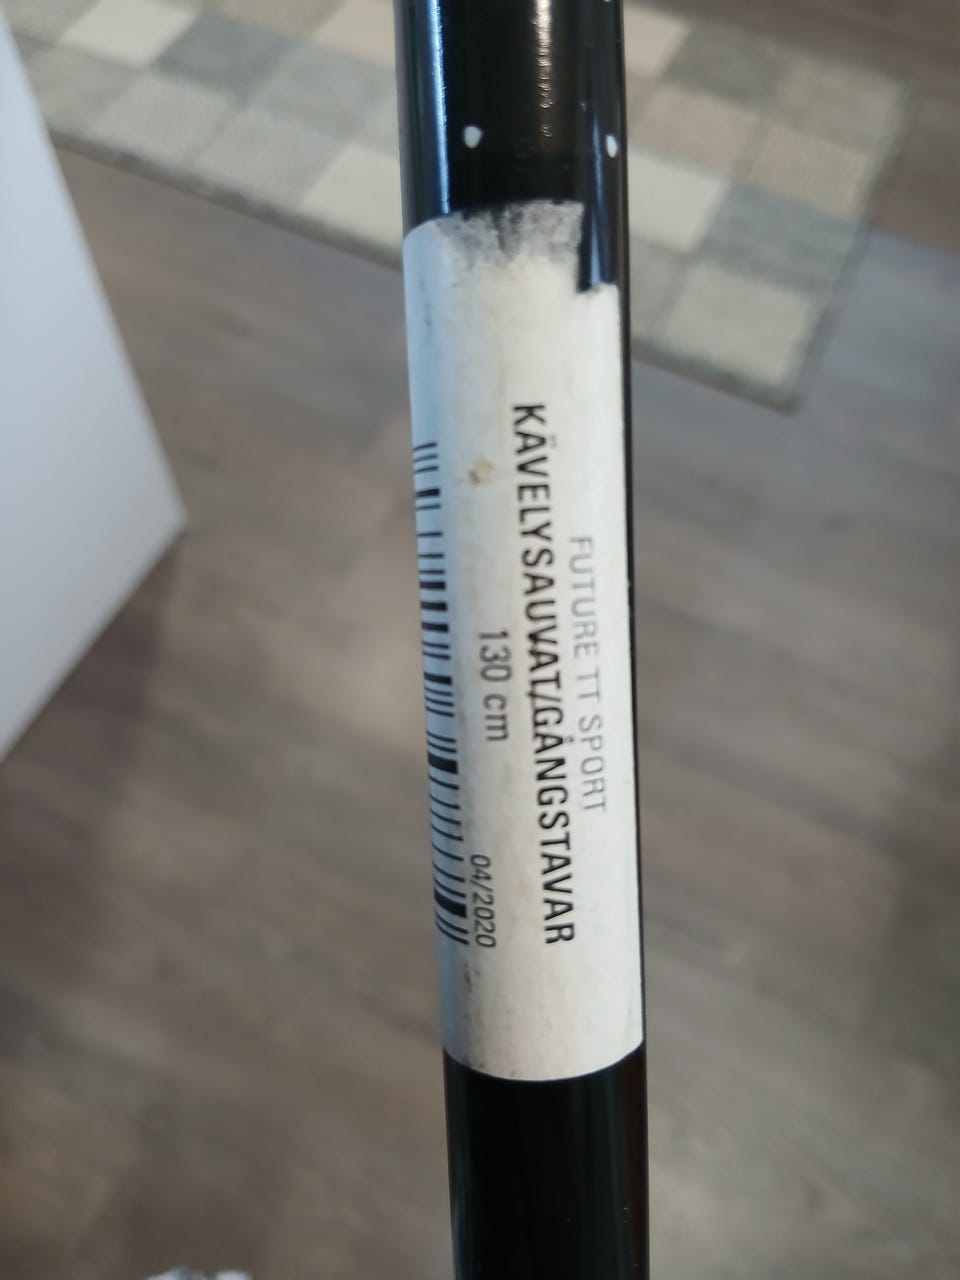 FUTURE TT SPORT
KÄVELYSAUVAT/GÅNGSTAVAR
130 cm
04/2020